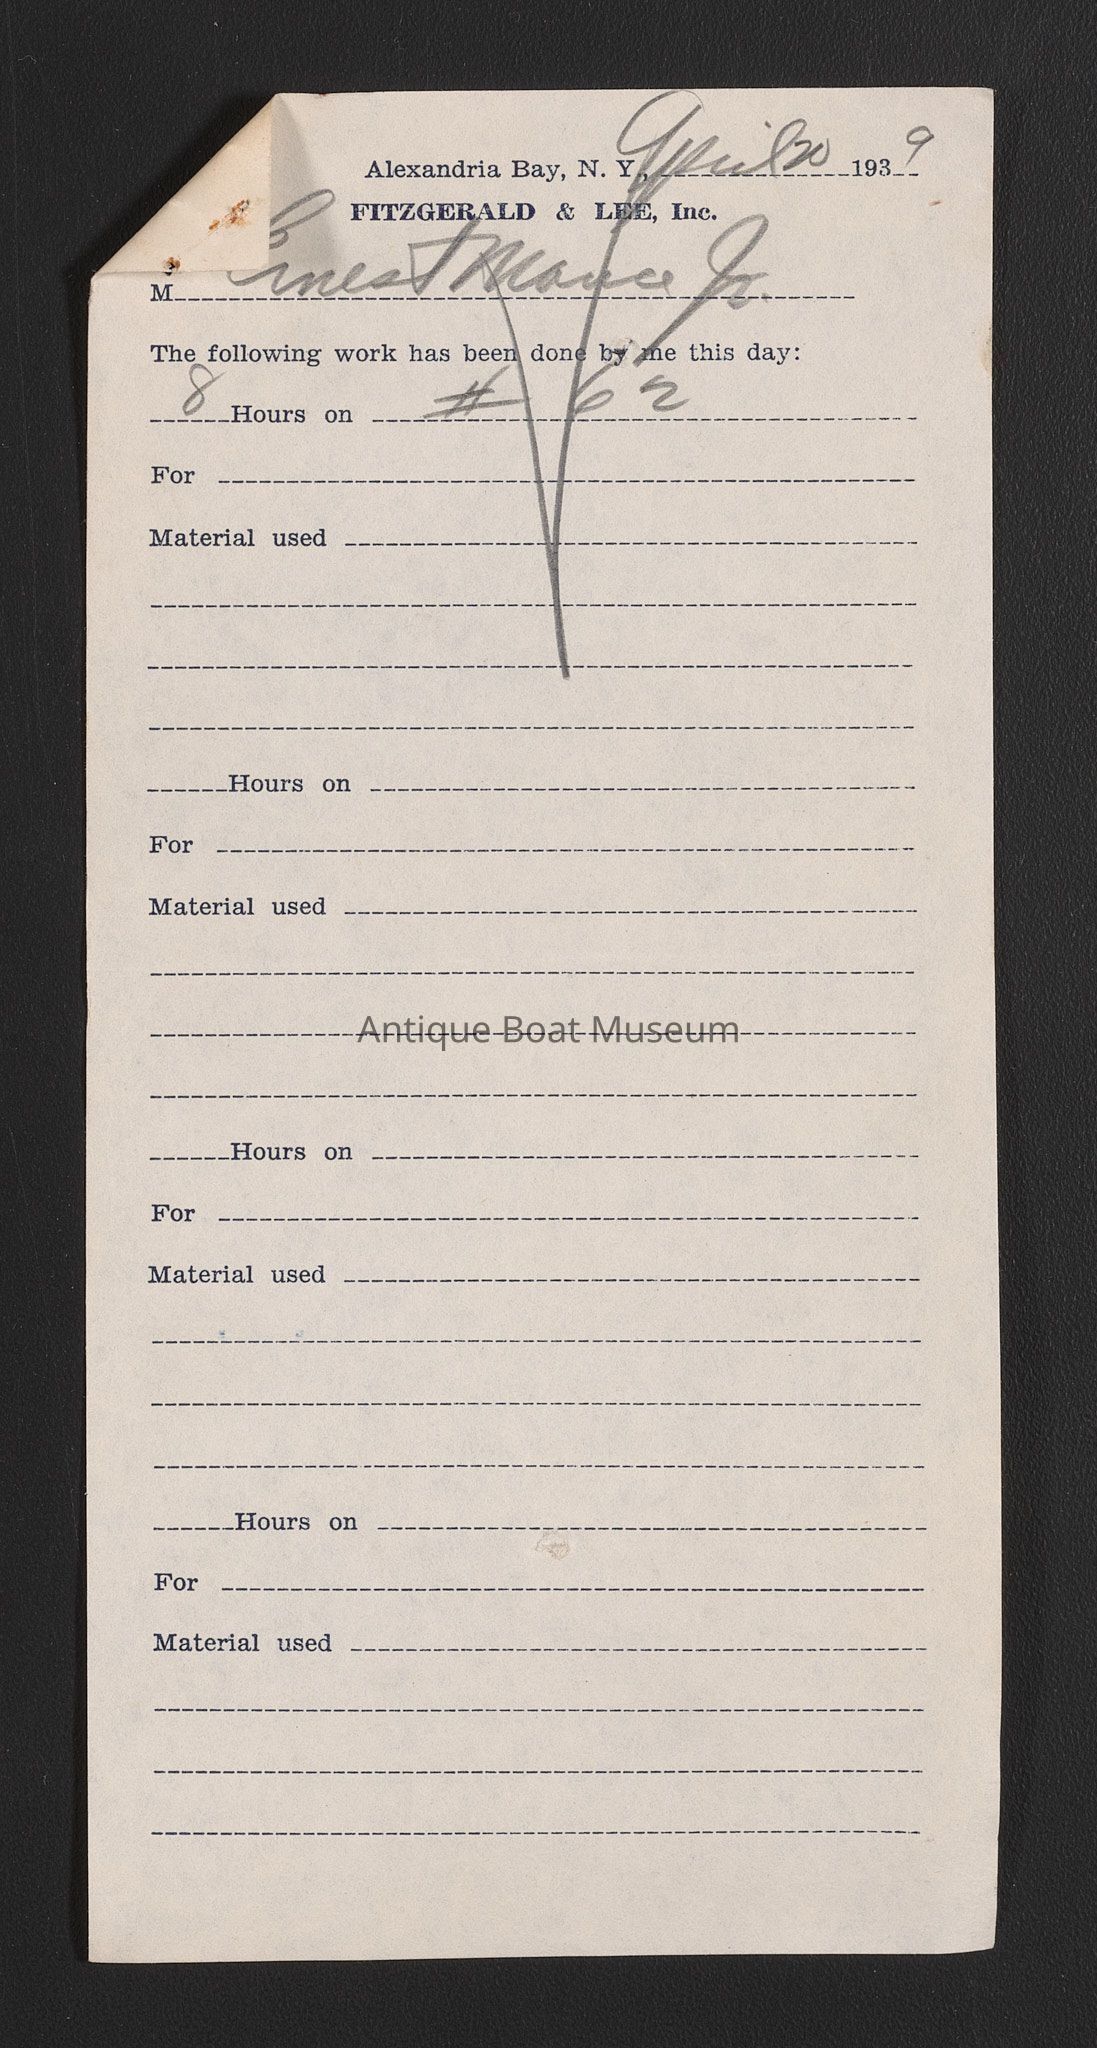 Alexandria Bay, N. Y., April 20 1939
FITZGERALD & LEE, Inc.
M Ernest Mance Jr.
The following work has been done by me this day:
8 Hours on # 62
For
Material used
Hours on
For
Material used
Antique Boat Museum
Hours on
For
Material used
Hours on
For
Material used